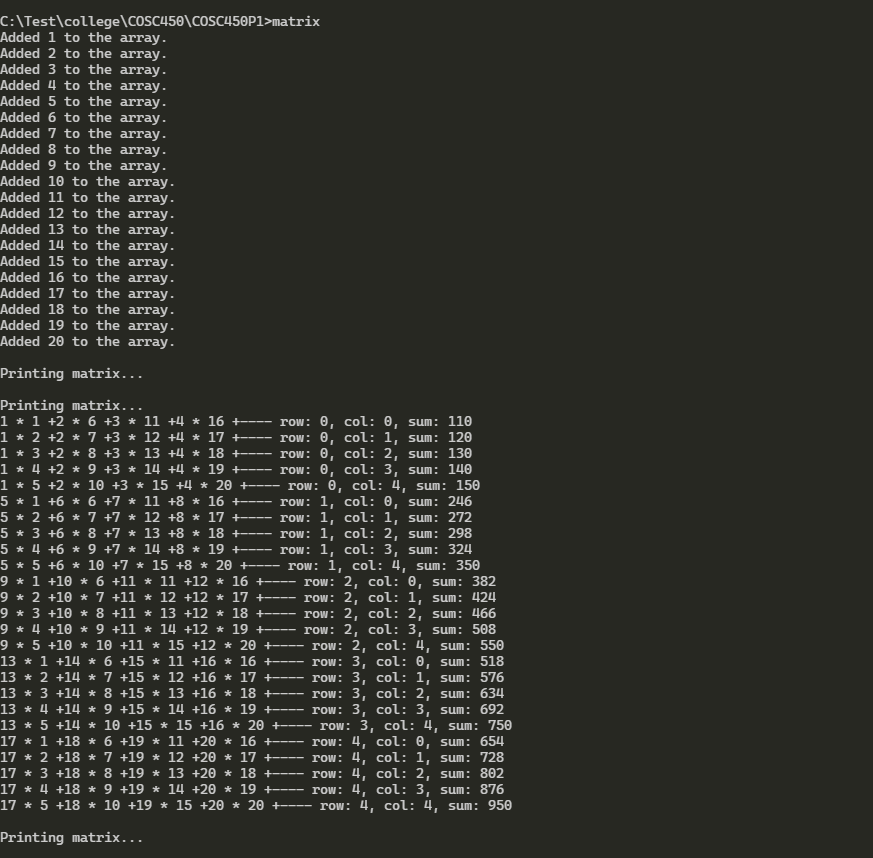 C:\Test\college\COSC450\COSC450P1>matrix
Added 1 to the array.
Added 2 to the array.
Added 3 to the array.
Added 4 to the array.
Added 5 to the array.
Added 6 to the array.
Added 7 to the array.
Added 8 to the array.
Added 9 to the array.
Added 10 to the array.
Added 11 to the array.
Added 12 to the array.
Added 13 to the array.
Added 14 to the array.
Added 15 to the array.
Added 16 to the array.
Added 17 to the array.
Added 18 to the array.
Added 19 to the array.
Added 20 to the array.
Printing matrix...
Printing matrix...
1 * 1 +2 * 6 +3 * 11 +4 * 16 +---- row: 0, col: 0, sum: 110
1 * 2 +2 * 7 +3 * 12 +4 * 17 +---- row: 0, col: 1, sum: 120
1 * 3 +2 * 8 +3 * 13 +4 * 18 +---- row: 0, col: 2, sum: 130
1 * 4 +2 * 9 +3 * 14 +4 * 19 +---- row: 0, col: 3, sum: 140
1 * 5 +2 * 10 +3 * 15 +4 * 20 +---- row: 0, col: 4, sum: 150
5 * 1 +6 * 6 +7 * 11 +8 * 16 +---- row: 1, col: 0, sum: 246
5 * 2 +6 * 7 +7 * 12 +8 * 17 +---- row: 1, col: 1, sum: 272
5 * 3 +6 * 8 +7 * 13 +8 * 18 +---- row: 1, col: 2, sum: 298
5 * 4 +6 * 9 +7 * 14 +8 * 19 +---- row: 1, col: 3, sum: 324
5 * 5 +6 * 10 +7 * 15 +8 * 20 +---- row: 1, col: 4, sum: 350
9 * 1 +10 * 6 +11 * 11 +12 * 16 +---- row: 2, col: 0, sum: 382
9 * 2 +10 * 7 +11 * 12 +12 * 17 +---- row: 2, col: 1, sum: 424
9 * 3 +10 * 8 +11 * 13 +12 * 18 +---- row: 2, col: 2, sum: 466
9 * 4 +10 * 9 +11 * 14 +12 * 19 +---- row: 2, col: 3, sum: 508
9 * 5 +10 * 10 +11 * 15 +12 * 20 +---- row: 2, col: 4, sum: 550
13 * 1 +14 * 6 +15 * 11 +16 * 16 +---- row: 3, col: 0, sum: 518
13 * 2 +14 * 7 +15 * 12 +16 * 17 +---- row: 3, col: 1, sum: 576
13 * 3 +14 * 8 +15 * 13 +16 * 18 +---- row: 3, col: 2, sum: 634
13 * 4 +14 * 9 +15 * 14 +16 * 19 +---- row: 3, col: 3, sum: 692
13 * 5 +14 * 10 +15 * 15 +16 * 20 +---- row: 3, col: 4, sum: 750
17 * 1 +18 * 6 +19 * 11 +20 * 16 +---- row: 4, col: 0, sum: 654
17 * 2 +18 * 7 +19 * 12 +20 * 17 +---- row: 4, col: 1, sum: 728
17 * 3 +18 * 8 +19 * 13 +20 * 18 +---- row: 4, col: 2, sum: 802
17 * 4 +18 * 9 +19 * 14 +20 * 19 +---- row: 4, col: 3, sum: 876
17 * 5 +18 * 10 +19 * 15 +20 * 20 +---- row: 4, col: 4, sum: 950
Printing matrix...